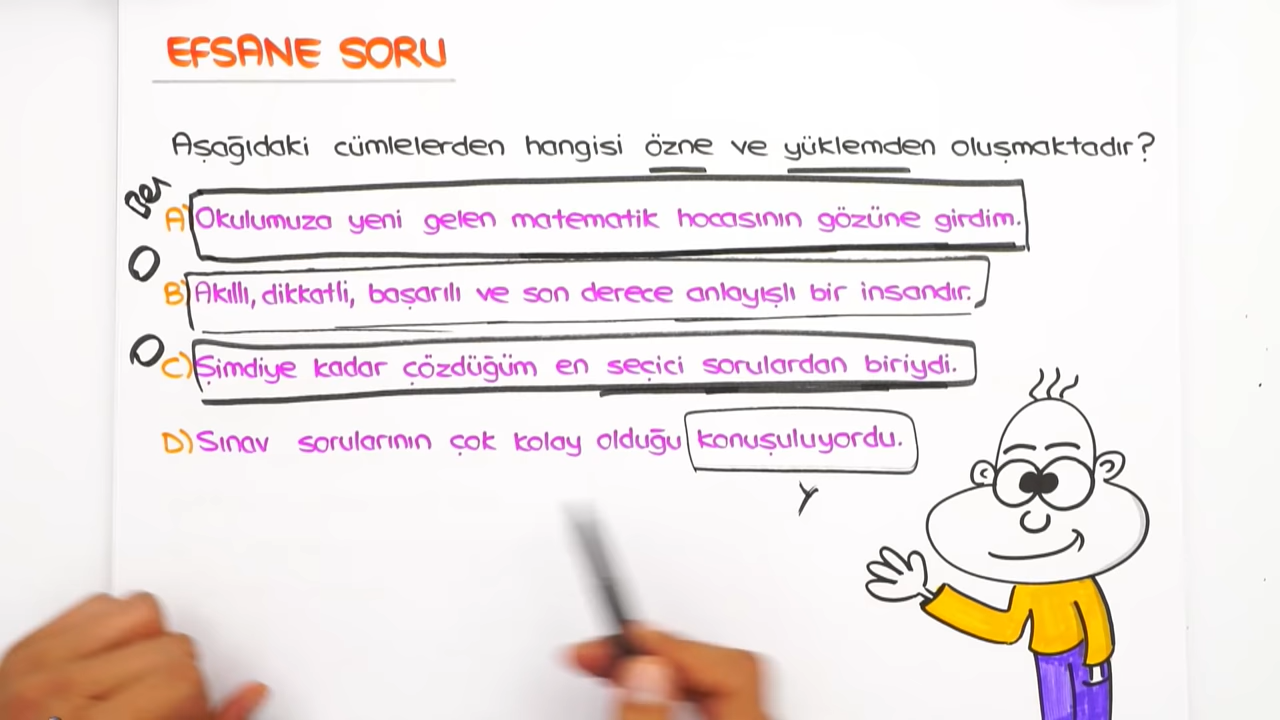 EFSANE SORU
Aşağıdaki cümlelerden hangisi özne ve yüklemden oluşmaktadır?
Ben
A) Okulumuza yeni gelen matematik hocasının gözüne girdim.
O
B) Akıllı, dikkatli, başarılı ve son derece anlayışlı bir insandır.
O
C) Şimdiye kadar çözdüğüm en seçici sorulardan biriydi.
D) Sınav sorularının çok kolay olduğu konuşuluyordu.
Y